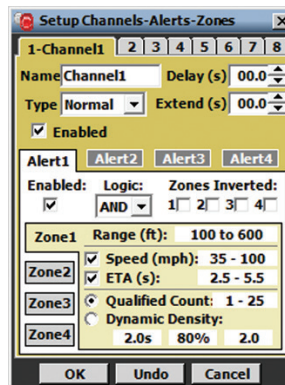 Setup Channels-Alerts-Zones
1-Channel1 2 3 4 5 6 7 8
Name Channel1 Delay (s) 00.0
Type Normal Extend (s) 00.0
Enabled
Alert1 Alert2 Alert3 Alert4
Enabled: Logic: Zones Inverted:
AND 1 2 3 4
Zone1 Range (ft): 100 to 600
Speed (mph): 35 - 100
Zone2 ETA (s): 2.5 - 5.5
Zone3 Qualified Count: 1 - 25
Dynamic Density:
Zone4 2.0s 80% 2.0
OK Undo Cancel